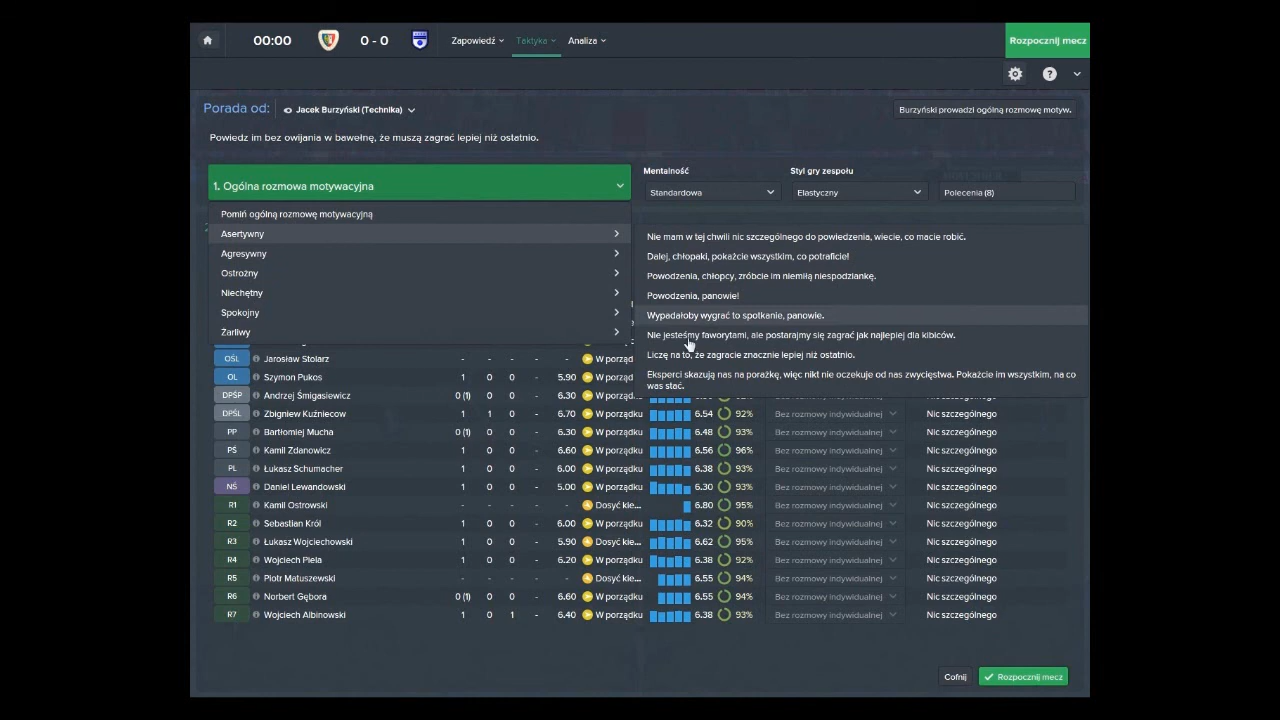 00:00 0 - 0 Zapowiedź Taktyka Analiza Rozpocznij mecz
?
Porada od: Jacek Burzyński (Technika) Burzyński prowadzi ogólną rozmowę motyw.
Powiedz im bez owijania w bawełnę, że muszą zagrać lepiej niż ostatnio.
Mentalność Styl gry zespołu
1. Ogólna rozmowa motywacyjna Standardowa Elastyczny Polecenia (8)
Pomiń ogólną rozmowę motywacyjną
Asertywny
Agresywny
Ostrożny
Niechętny
Spokojny
Żarliwy
Nie mam w tej chwili nic szczególnego do powiedzenia, wiecie, co macie robić.
Dalej, chłopaki, pokażcie wszystkim, co potraficie!
Powodzenia, chłopcy, zróbcie im niemiłą niespodziankę.
Powodzenia, panowie!
Wypadałoby wygrać to spotkanie, panowie.
Nie jesteśmy faworytami, ale postarajmy się zagrać jak najlepiej dla kibiców.
Liczę na to, że zagracie znacznie lepiej niż ostatnio.
Eksperci skazują nas na porażkę, więc nikt nie oczekuje od nas zwycięstwa. Pokażcie im wszystkim, na co
was stać.
OŚL Jarosław Stolarz - - - - - W porząd
OL Szymon Pukos 1 0 0 - 5.90 W porząd
DPŚP Andrzej Śmigasiewicz 0 (1) 0 0 - 6.30 W porządku
DPŚL Zbigniew Kuźniecow 1 1 0 - 6.70 W porządku 6.54 92% Bez rozmowy indywidualnej Nic szczególnego
PP Bartłomiej Mucha 0 (1) 0 0 - 6.30 W porządku 6.48 93% Bez rozmowy indywidualnej Nic szczególnego
PŚ Kamil Zdanowicz 1 0 0 - 6.60 W porządku 6.56 96% Bez rozmowy indywidualnej Nic szczególnego
PL Łukasz Schumacher 1 0 0 - 6.00 W porządku 6.38 93% Bez rozmowy indywidualnej Nic szczególnego
NŚ Daniel Lewandowski 1 0 0 - 5.00 W porządku 6.30 93% Bez rozmowy indywidualnej Nic szczególnego
R1 Kamil Ostrowski - - - - - Dosyć kie... 6.80 95% Bez rozmowy indywidualnej Nic szczególnego
R2 Sebastian Król 1 0 0 - 6.00 W porządku 6.32 90% Bez rozmowy indywidualnej Nic szczególnego
R3 Łukasz Wojciechowski 1 0 0 - 5.90 Dosyć kie... 6.62 95% Bez rozmowy indywidualnej Nic szczególnego
R4 Wojciech Piela 1 0 0 - 6.20 W porządku 6.38 92% Bez rozmowy indywidualnej Nic szczególnego
R5 Piotr Matuszewski - - - - - Dosyć kie... 6.55 94% Bez rozmowy indywidualnej Nic szczególnego
R6 Norbert Gębora 0 (1) 0 0 - 6.60 W porządku 6.55 94% Bez rozmowy indywidualnej Nic szczególnego
R7 Wojciech Albinowski 1 0 1 - 6.40 W porządku 6.38 93% Bez rozmowy indywidualnej Nic szczególnego
Cofnij Rozpocznij mecz